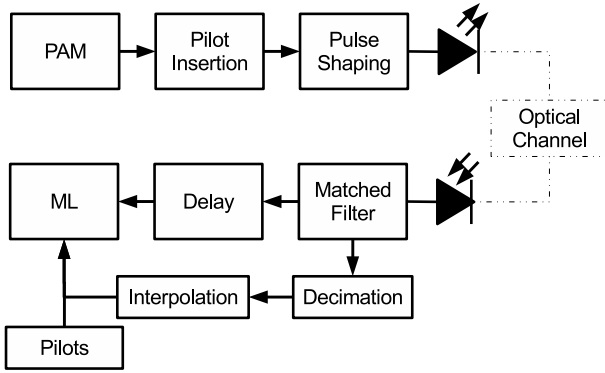 PAM
Pilot
Insertion
Pulse
Shaping
Optical
Channel
ML
Delay
Matched
Filter
Interpolation
Decimation
Pilots